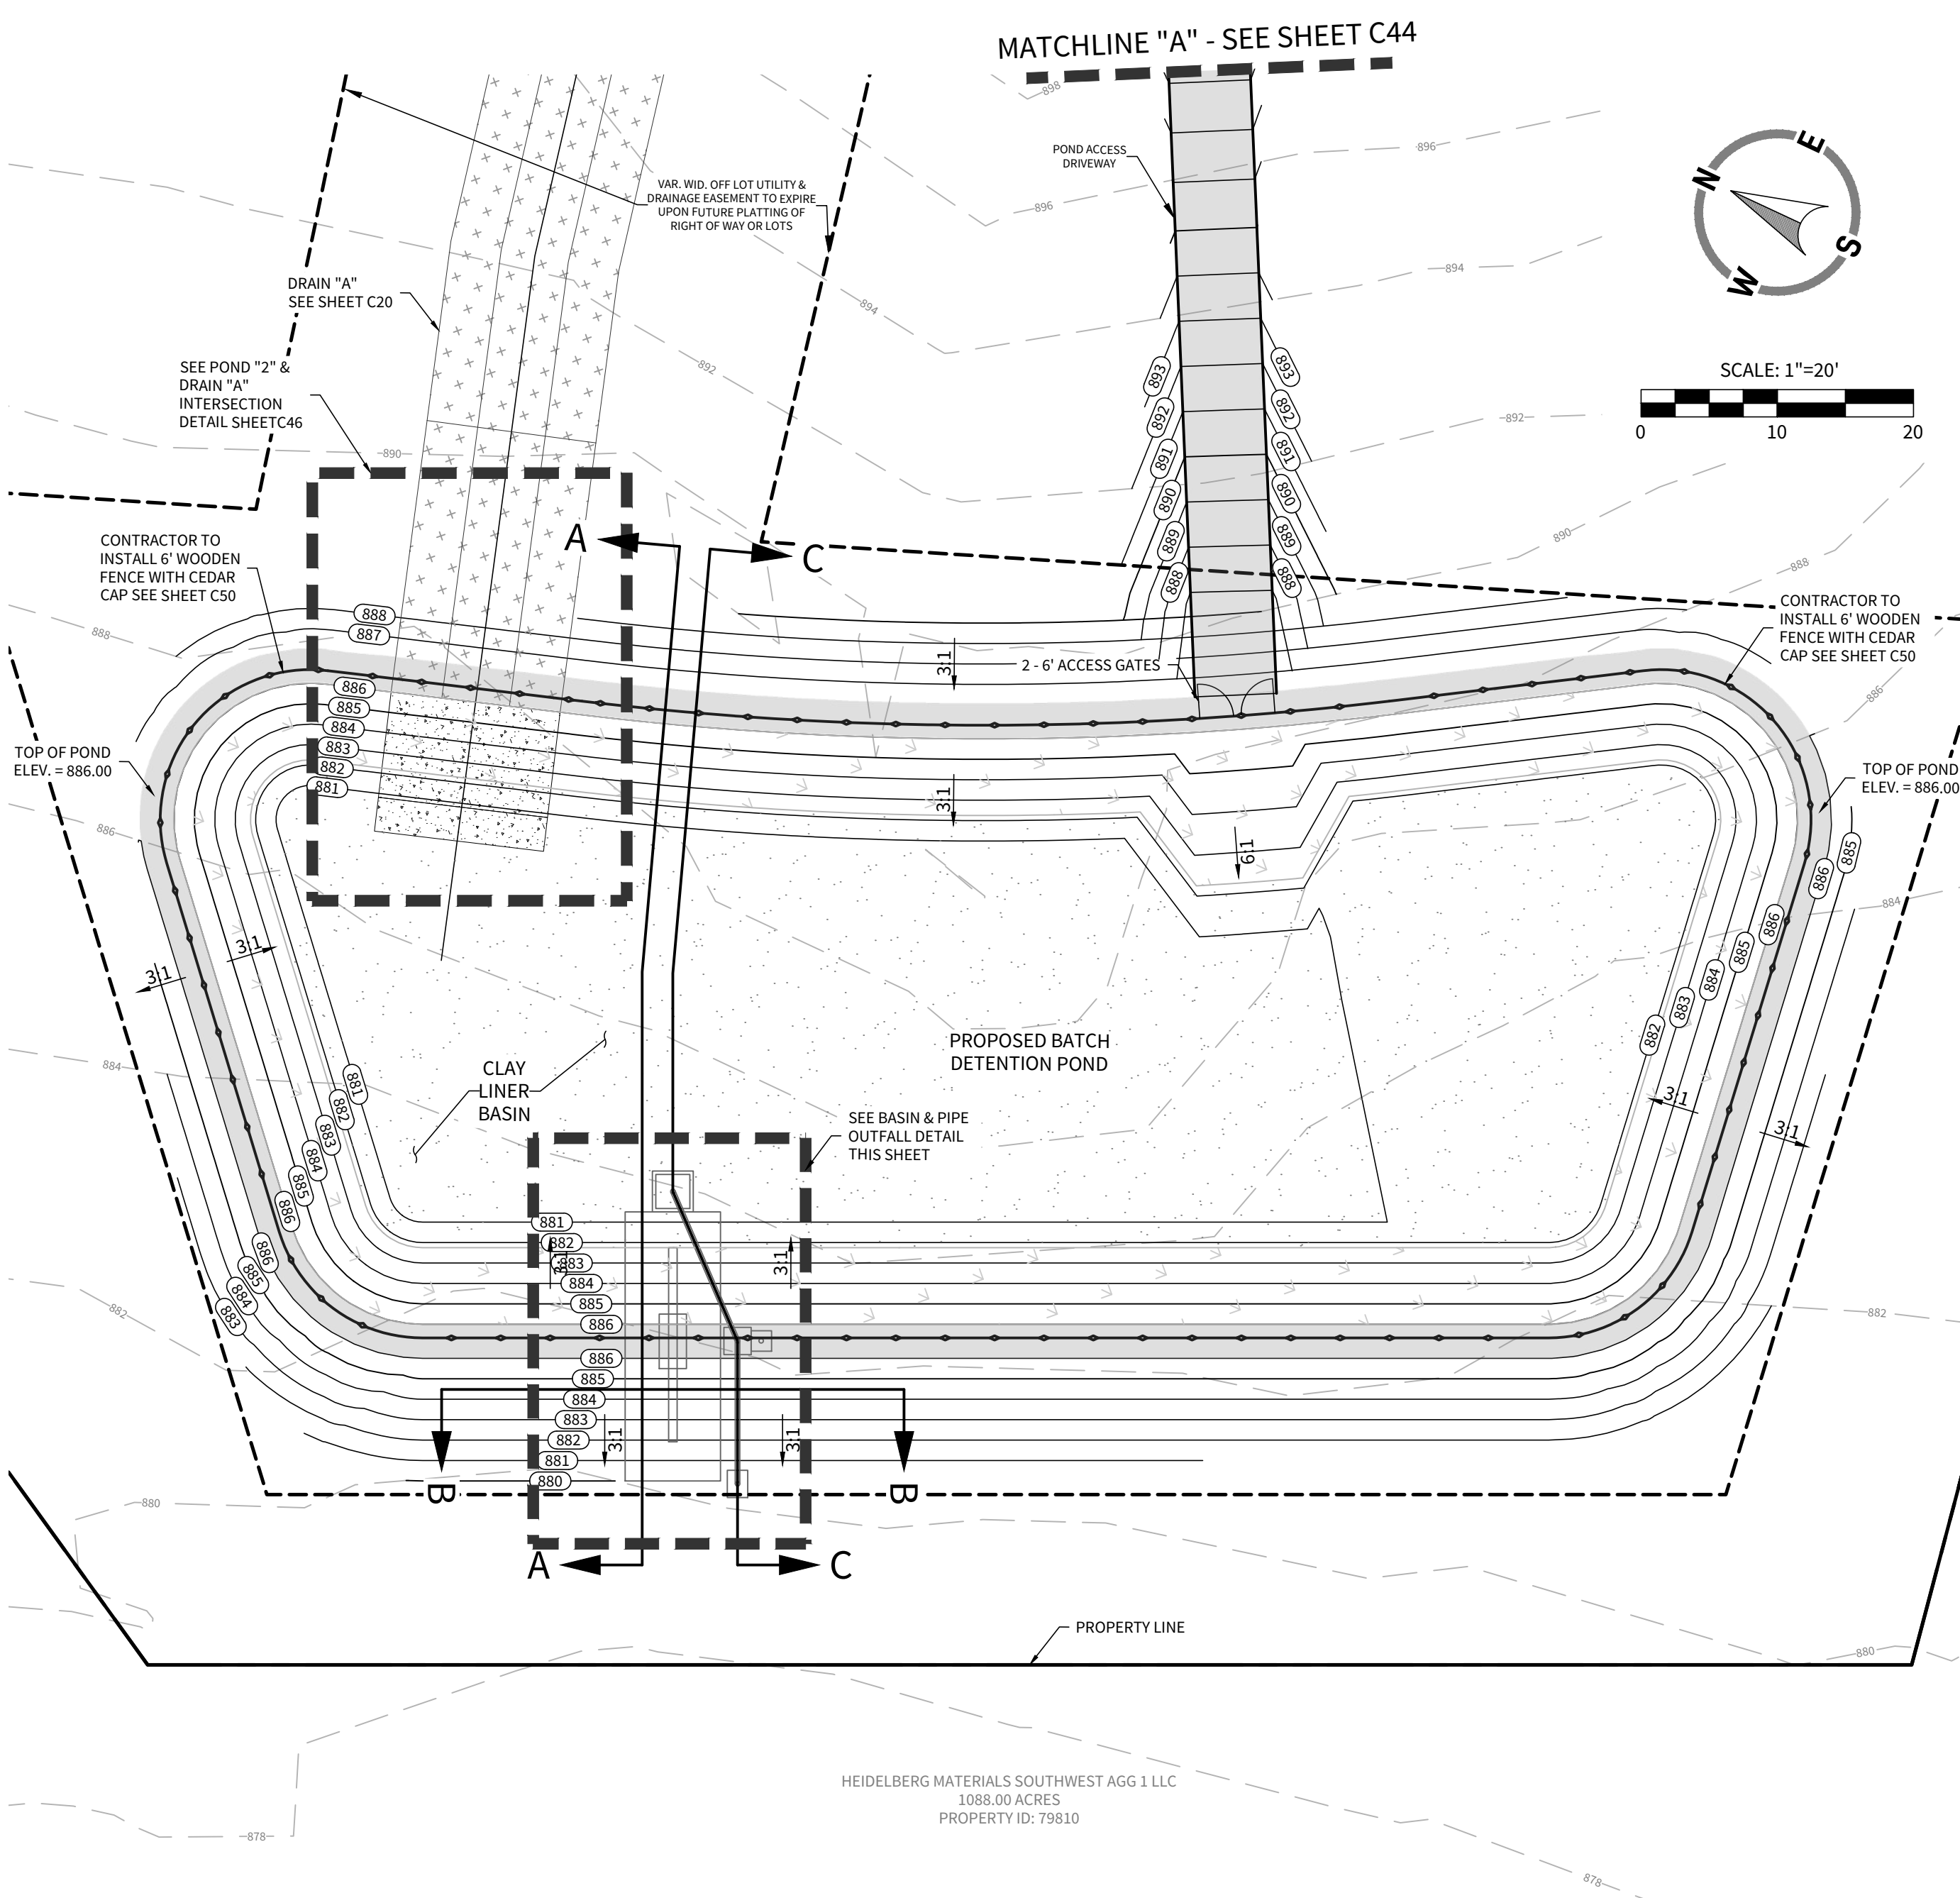 MATCHLINE "A" - SEE SHEET C44
898
POND ACCESS
DRIVEWAY
896
896
N
E
S
W
VAR. WID. OFF LOT UTILITY &
DRAINAGE EASEMENT TO EXPIRE
UPON FUTURE PLATTING OF
RIGHT OF WAY OR LOTS
894
894
DRAIN "A"
SEE SHEET C20
SEE POND "2" &
DRAIN "A"
INTERSECTION
DETAIL SHEETC46
892
892
890
SCALE: 1"=20'
0
10
20
893
892
891
890
889
888
893
892
891
890
889
888
890
888
A
C
CONTRACTOR TO
INSTALL 6' WOODEN
FENCE WITH CEDAR
CAP SEE SHEET C50
CONTRACTOR TO
INSTALL 6' WOODEN
FENCE WITH CEDAR
CAP SEE SHEET C50
888
888
887
886
885
884
883
882
881
3:1
2 - 6' ACCESS GATES
886
TOP OF POND
ELEV. = 886.00
TOP OF POND
ELEV. = 886.00
886
3:1
6:1
885
886
886
885
884
883
882
884
3:1
3:1
884
CLAY
LINER
BASIN
PROPOSED BATCH
DETENTION POND
SEE BASIN & PIPE
OUTFALL DETAIL
THIS SHEET
881
882
883
884
885
886
886
885
884
883
3:1
3:1
882
882
881
882
883
884
885
886
3:1
3:1
886
885
884
883
882
881
880
3:1
3:1
B
B
880
A
C
PROPERTY LINE
880
HEIDELBERG MATERIALS SOUTHWEST AGG 1 LLC
1088.00 ACRES
PROPERTY ID: 79810
878
878